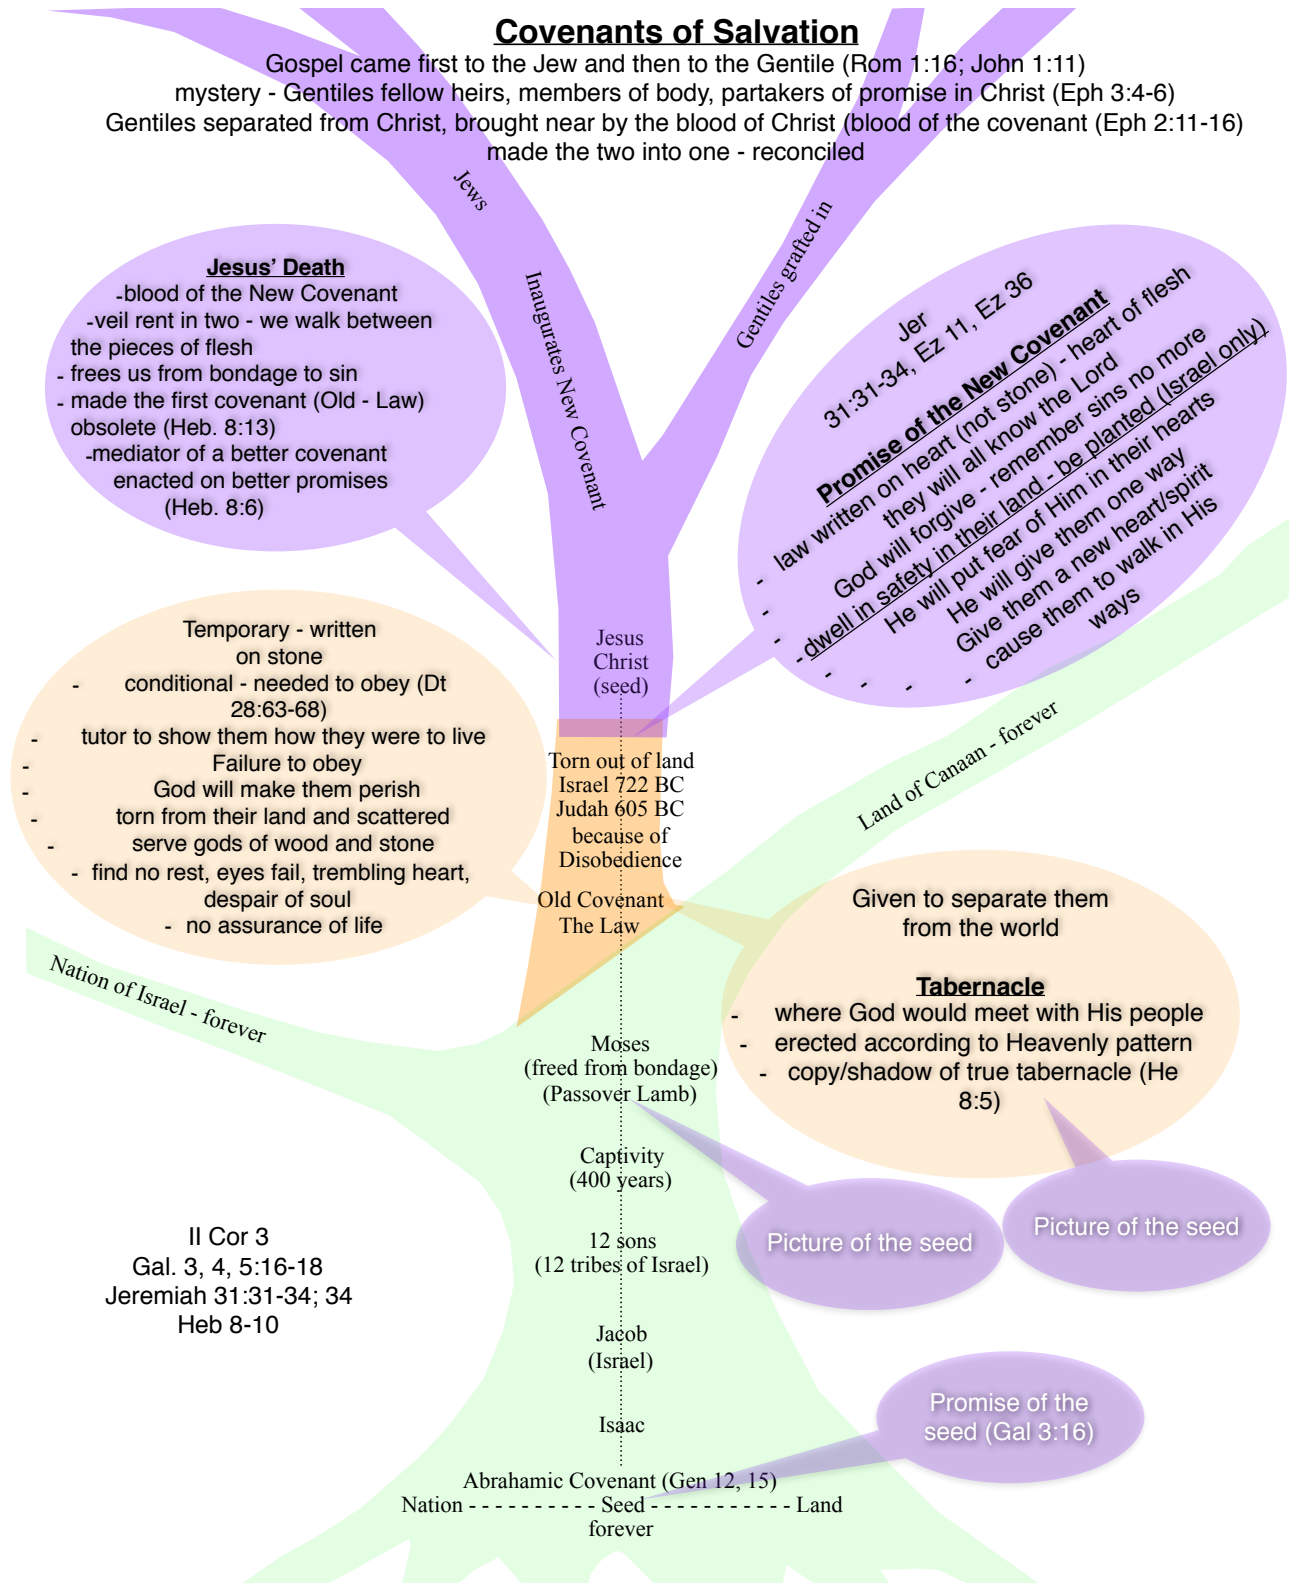 Covenants of Salvation
Gospel came first to the Jew and then to the Gentile (Rom 1:16; John 1:11)
mystery - Gentiles fellow heirs, members of body, partakers of promise in Christ (Eph 3:4-6)
Gentiles separated from Christ, brought near by the blood of Christ (blood of the covenant (Eph 2:11-16)
made the two into one - reconciled
Jews
Inaugurates New Covenant
Gentiles grafted in
Jesus' Death
-blood of the New Covenant
-veil rent in two - we walk between
the pieces of flesh
- frees us from bondage to sin
- made the first covenant (Old - Law)
obsolete (Heb. 8:13)
-mediator of a better covenant
enacted on better promises
(Heb. 8:6)
Jer
31:31-34, Ez 11, Ez 36
Promise of the New Covenant
- law written on heart (not stone) - heart of flesh
- they will all know the Lord
- God will forgive - remember sins no more
- dwell in safety in their land - be planted (Israel only)
- He will put fear of Him in their hearts
- He will give them one way
- Give them a new heart/spirit
- cause them to walk in His
ways
Jesus
Christ
(seed)
Temporary - written
on stone
- conditional - needed to obey (Dt
28:63-68)
- tutor to show them how they were to live
- Failure to obey
- God will make them perish
- torn from their land and scattered
- serve gods of wood and stone
- find no rest, eyes fail, trembling heart,
despair of soul
- no assurance of life
Torn out of land
Israel 722 BC
Judah 605 BC
because of
Disobedience
Old Covenant
The Law
Land of Canaan - forever
Nation of Israel - forever
Given to separate them
from the world
Tabernacle
- where God would meet with His people
- erected according to Heavenly pattern
- copy/shadow of true tabernacle (He
8:5)
Moses
(freed from bondage)
(Passover Lamb)
Captivity
(400 years)
Picture of the seed
Picture of the seed
12 sons
(12 tribes of Israel)
II Cor 3
Gal. 3, 4, 5:16-18
Jeremiah 31:31-34; 34
Heb 8-10
Jacob
(Israel)
Isaac
Promise of the
seed (Gal 3:16)
Abrahamic Covenant (Gen 12, 15)
Nation - - - - - - - - - - Seed - - - - - - - - - - - Land
forever